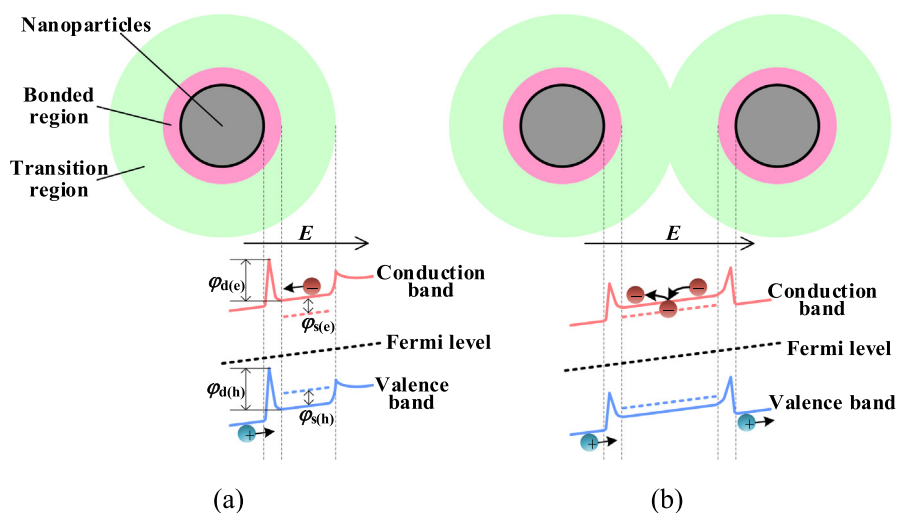 Nanoparticles
Bonded
region
Transition
region
E
φd(e)
−
Conduction
band
φs(e)
Fermi level
φd(h)
Valence
band
φs(h)
+
(a)
E
−
−
−
Conduction
band
Fermi level
Valence band
+
+
(b)